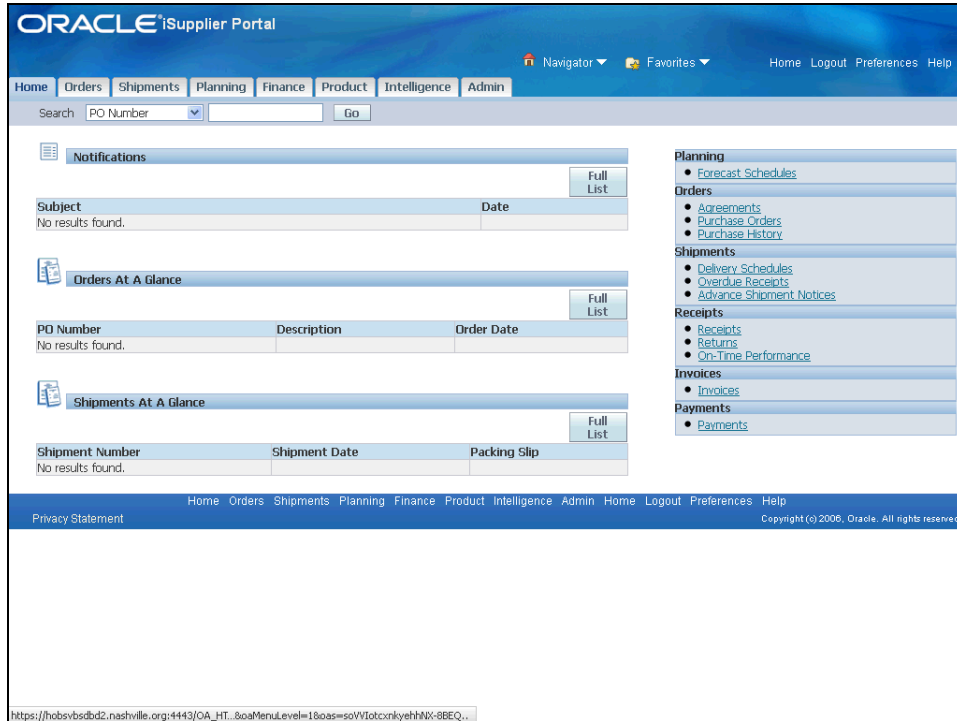 ORACLE® iSupplier Portal
Navigator Favorites Home Logout Preferences Help
Home Orders Shipments Planning Finance Product Intelligence Admin
Search PO Number Go
Notifications
Full List
Subject Date
No results found.
Orders At A Glance
Full List
PO Number Description Order Date
No results found.
Shipments At A Glance
Full List
Shipment Number Shipment Date Packing Slip
No results found.
Planning
Forecast Schedules
Orders
Agreements
Purchase Orders
Purchase History
Shipments
Delivery Schedules
Overdue Receipts
Advance Shipment Notices
Receipts
Receipts
Returns
On-Time Performance
Invoices
Invoices
Payments
Payments
Home Orders Shipments Planning Finance Product Intelligence Admin Home Logout Preferences Help
Privacy Statement Copyright (c) 2006, Oracle. All rights reserved
https://hobsvbsdbd2.nashville.org:4443/OA_HT...&oaMenuLevel=1&oas=